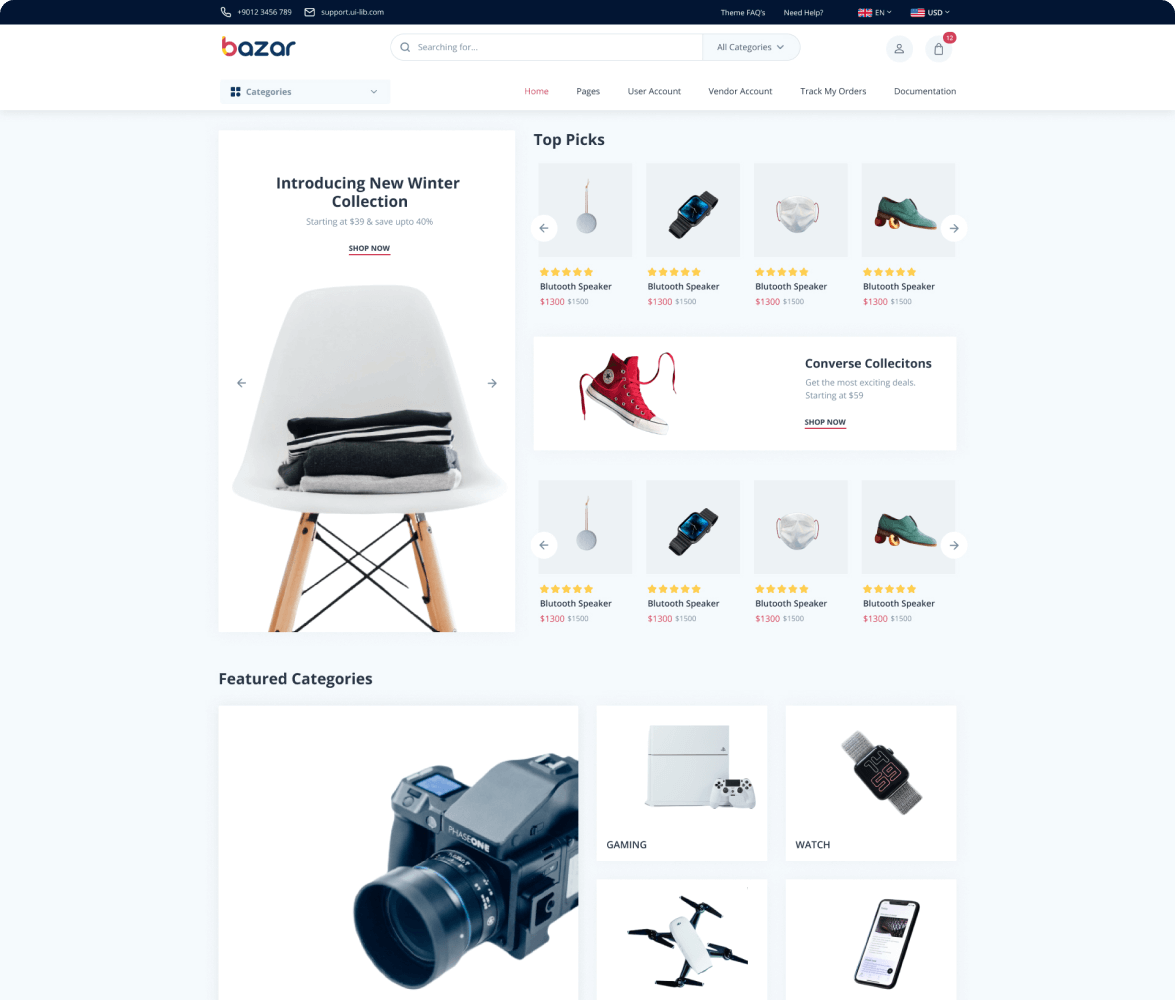 +9012 3456 789 support.ui-lib.com Theme FAQ's Need Help? EN USD
bazar
Searching for...
All Categories
12
Categories
Home Pages User Account Vendor Account Track My Orders Documentation
Introducing New Winter
Collection
Starting at $39 & save upto 40%
SHOP NOW
Top Picks
Blutooth Speaker Blutooth Speaker Blutooth Speaker Blutooth Speaker
$1300 $1500 $1300 $1500 $1300 $1500 $1300 $1500
Converse Collecitons
Get the most exciting deals.
Starting at $59
SHOP NOW
Blutooth Speaker Blutooth Speaker Blutooth Speaker Blutooth Speaker
$1300 $1500 $1300 $1500 $1300 $1500 $1300 $1500
Featured Categories
PHASEONE
GAMING
14
59
WATCH